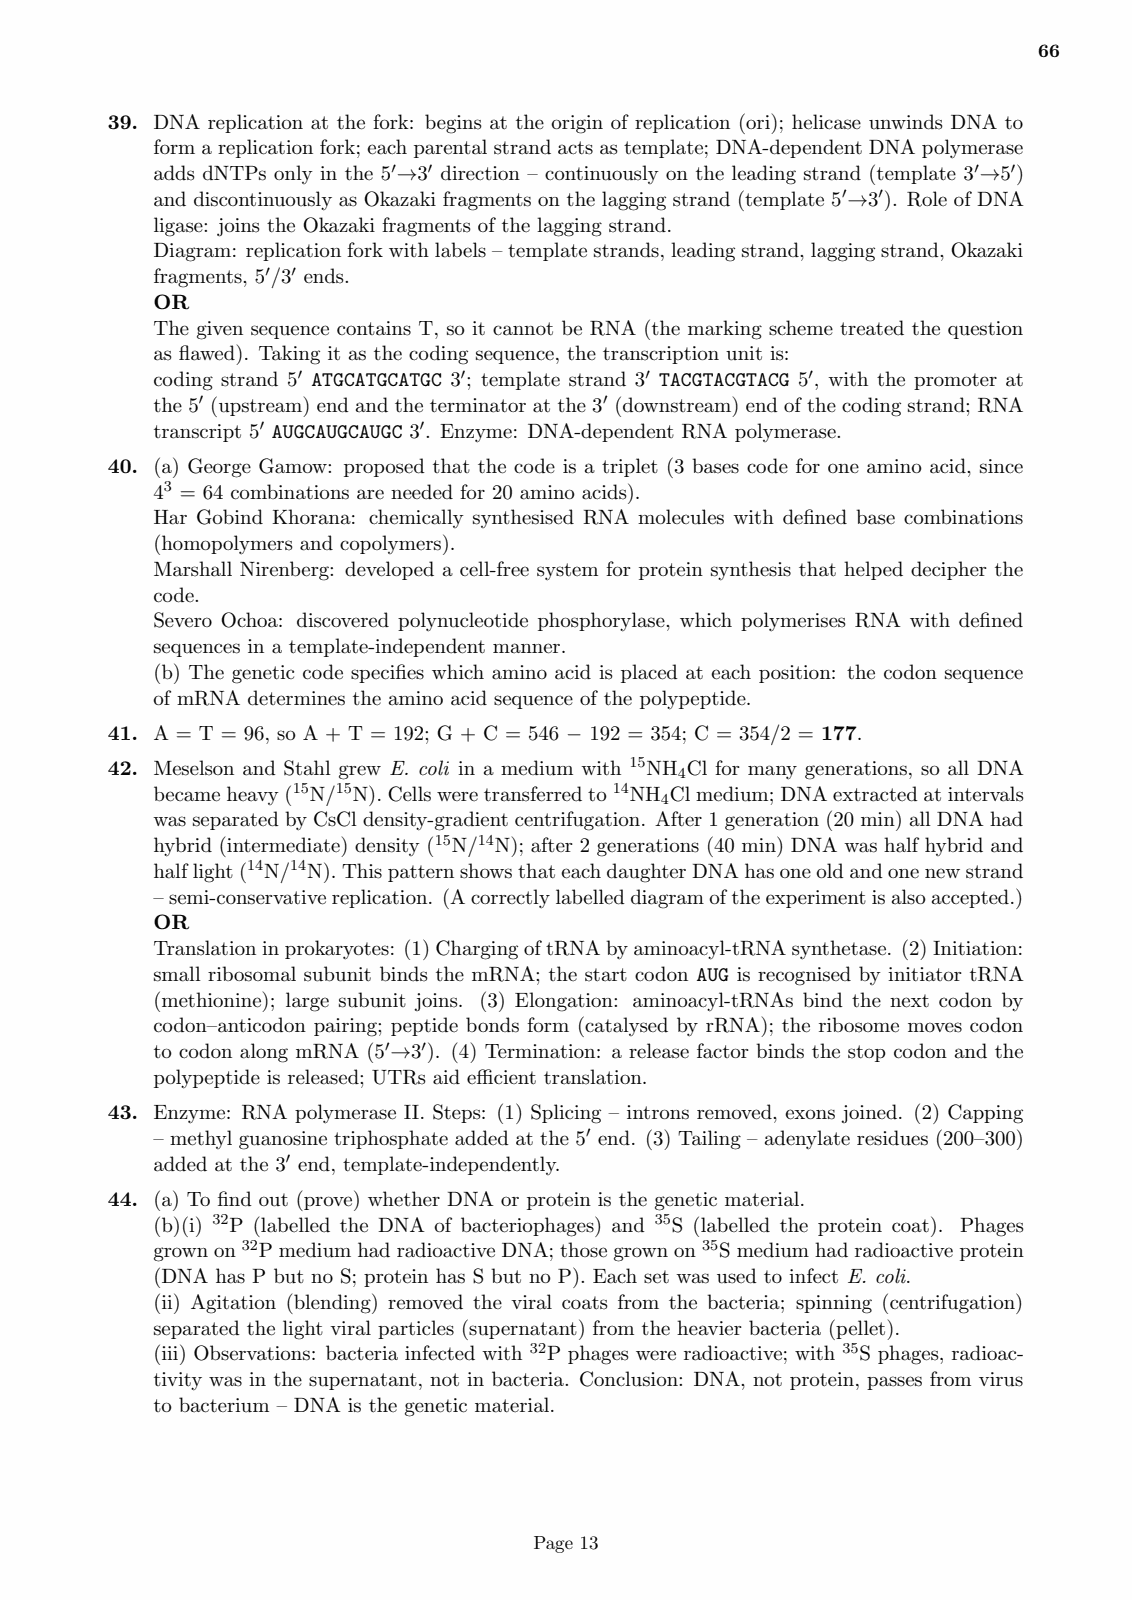 66
39. DNA replication at the fork: begins at the origin of replication (ori); helicase unwinds DNA to
form a replication fork; each parental strand acts as template; DNA-dependent DNA polymerase
adds dNTPs only in the 5′→3′ direction – continuously on the leading strand (template 3′→5′)
and discontinuously as Okazaki fragments on the lagging strand (template 5′→3′). Role of DNA
ligase: joins the Okazaki fragments of the lagging strand.
Diagram: replication fork with labels – template strands, leading strand, lagging strand, Okazaki
fragments, 5′/3′ ends.
OR
The given sequence contains T, so it cannot be RNA (the marking scheme treated the question
as flawed). Taking it as the coding sequence, the transcription unit is:
coding strand 5′ ATGCATGCATGC 3′; template strand 3′ TACGTACGTACG 5′, with the promoter at
the 5′ (upstream) end and the terminator at the 3′ (downstream) end of the coding strand; RNA
transcript 5′ AUGCAUGCAUGC 3′. Enzyme: DNA-dependent RNA polymerase.
40. (a) George Gamow: proposed that the code is a triplet (3 bases code for one amino acid, since
4³ = 64 combinations are needed for 20 amino acids).
Har Gobind Khorana: chemically synthesised RNA molecules with defined base combinations
(homopolymers and copolymers).
Marshall Nirenberg: developed a cell-free system for protein synthesis that helped decipher the
code.
Severo Ochoa: discovered polynucleotide phosphorylase, which polymerises RNA with defined
sequences in a template-independent manner.
(b) The genetic code specifies which amino acid is placed at each position: the codon sequence
of mRNA determines the amino acid sequence of the polypeptide.
41. A = T = 96, so A + T = 192; G + C = 546 − 192 = 354; C = 354/2 = 177.
42. Meselson and Stahl grew E. coli in a medium with ¹⁵NH₄Cl for many generations, so all DNA
became heavy (¹⁵N/¹⁵N). Cells were transferred to ¹⁴NH₄Cl medium; DNA extracted at intervals
was separated by CsCl density-gradient centrifugation. After 1 generation (20 min) all DNA had
hybrid (intermediate) density (¹⁵N/¹⁴N); after 2 generations (40 min) DNA was half hybrid and
half light (¹⁴N/¹⁴N). This pattern shows that each daughter DNA has one old and one new strand
– semi-conservative replication. (A correctly labelled diagram of the experiment is also accepted.)
OR
Translation in prokaryotes: (1) Charging of tRNA by aminoacyl-tRNA synthetase. (2) Initiation:
small ribosomal subunit binds the mRNA; the start codon AUG is recognised by initiator tRNA
(methionine); large subunit joins. (3) Elongation: aminoacyl-tRNAs bind the next codon by
codon–anticodon pairing; peptide bonds form (catalysed by rRNA); the ribosome moves codon
to codon along mRNA (5′→3′). (4) Termination: a release factor binds the stop codon and the
polypeptide is released; UTRs aid efficient translation.
43. Enzyme: RNA polymerase II. Steps: (1) Splicing – introns removed, exons joined. (2) Capping
– methyl guanosine triphosphate added at the 5′ end. (3) Tailing – adenylate residues (200–300)
added at the 3′ end, template-independently.
44. (a) To find out (prove) whether DNA or protein is the genetic material.
(b)(i) ³²P (labelled the DNA of bacteriophages) and ³⁵S (labelled the protein coat). Phages
grown on ³²P medium had radioactive DNA; those grown on ³⁵S medium had radioactive protein
(DNA has P but no S; protein has S but no P). Each set was used to infect E. coli.
(ii) Agitation (blending) removed the viral coats from the bacteria; spinning (centrifugation)
separated the light viral particles (supernatant) from the heavier bacteria (pellet).
(iii) Observations: bacteria infected with ³²P phages were radioactive; with ³⁵S phages, radioac-
tivity was in the supernatant, not in bacteria. Conclusion: DNA, not protein, passes from virus
to bacterium – DNA is the genetic material.
Page 13